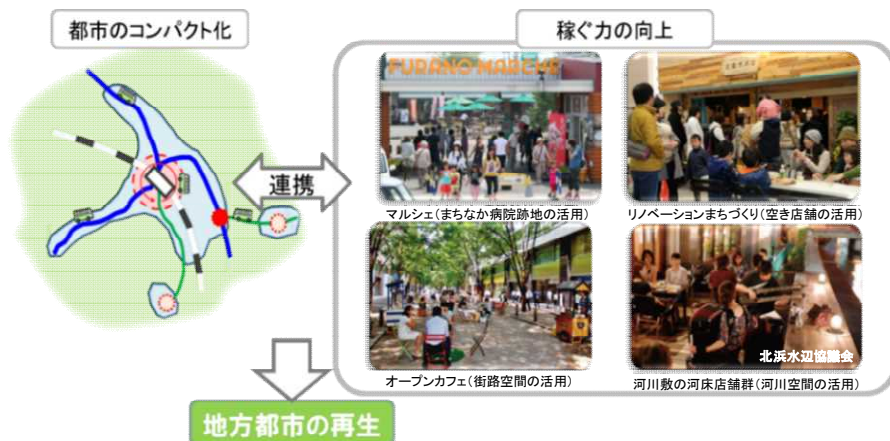 都市のコンパクト化
稼ぐ力の向上
連携
FURANO MARCHE
マルシェ（まちなか病院跡地の活用）
リノベーションまちづくり（空き店舗の活用）
オープンカフェ（街路空間の活用）
北浜水辺協議会
河川敷の河床店舗群（河川空間の活用）
地方都市の再生